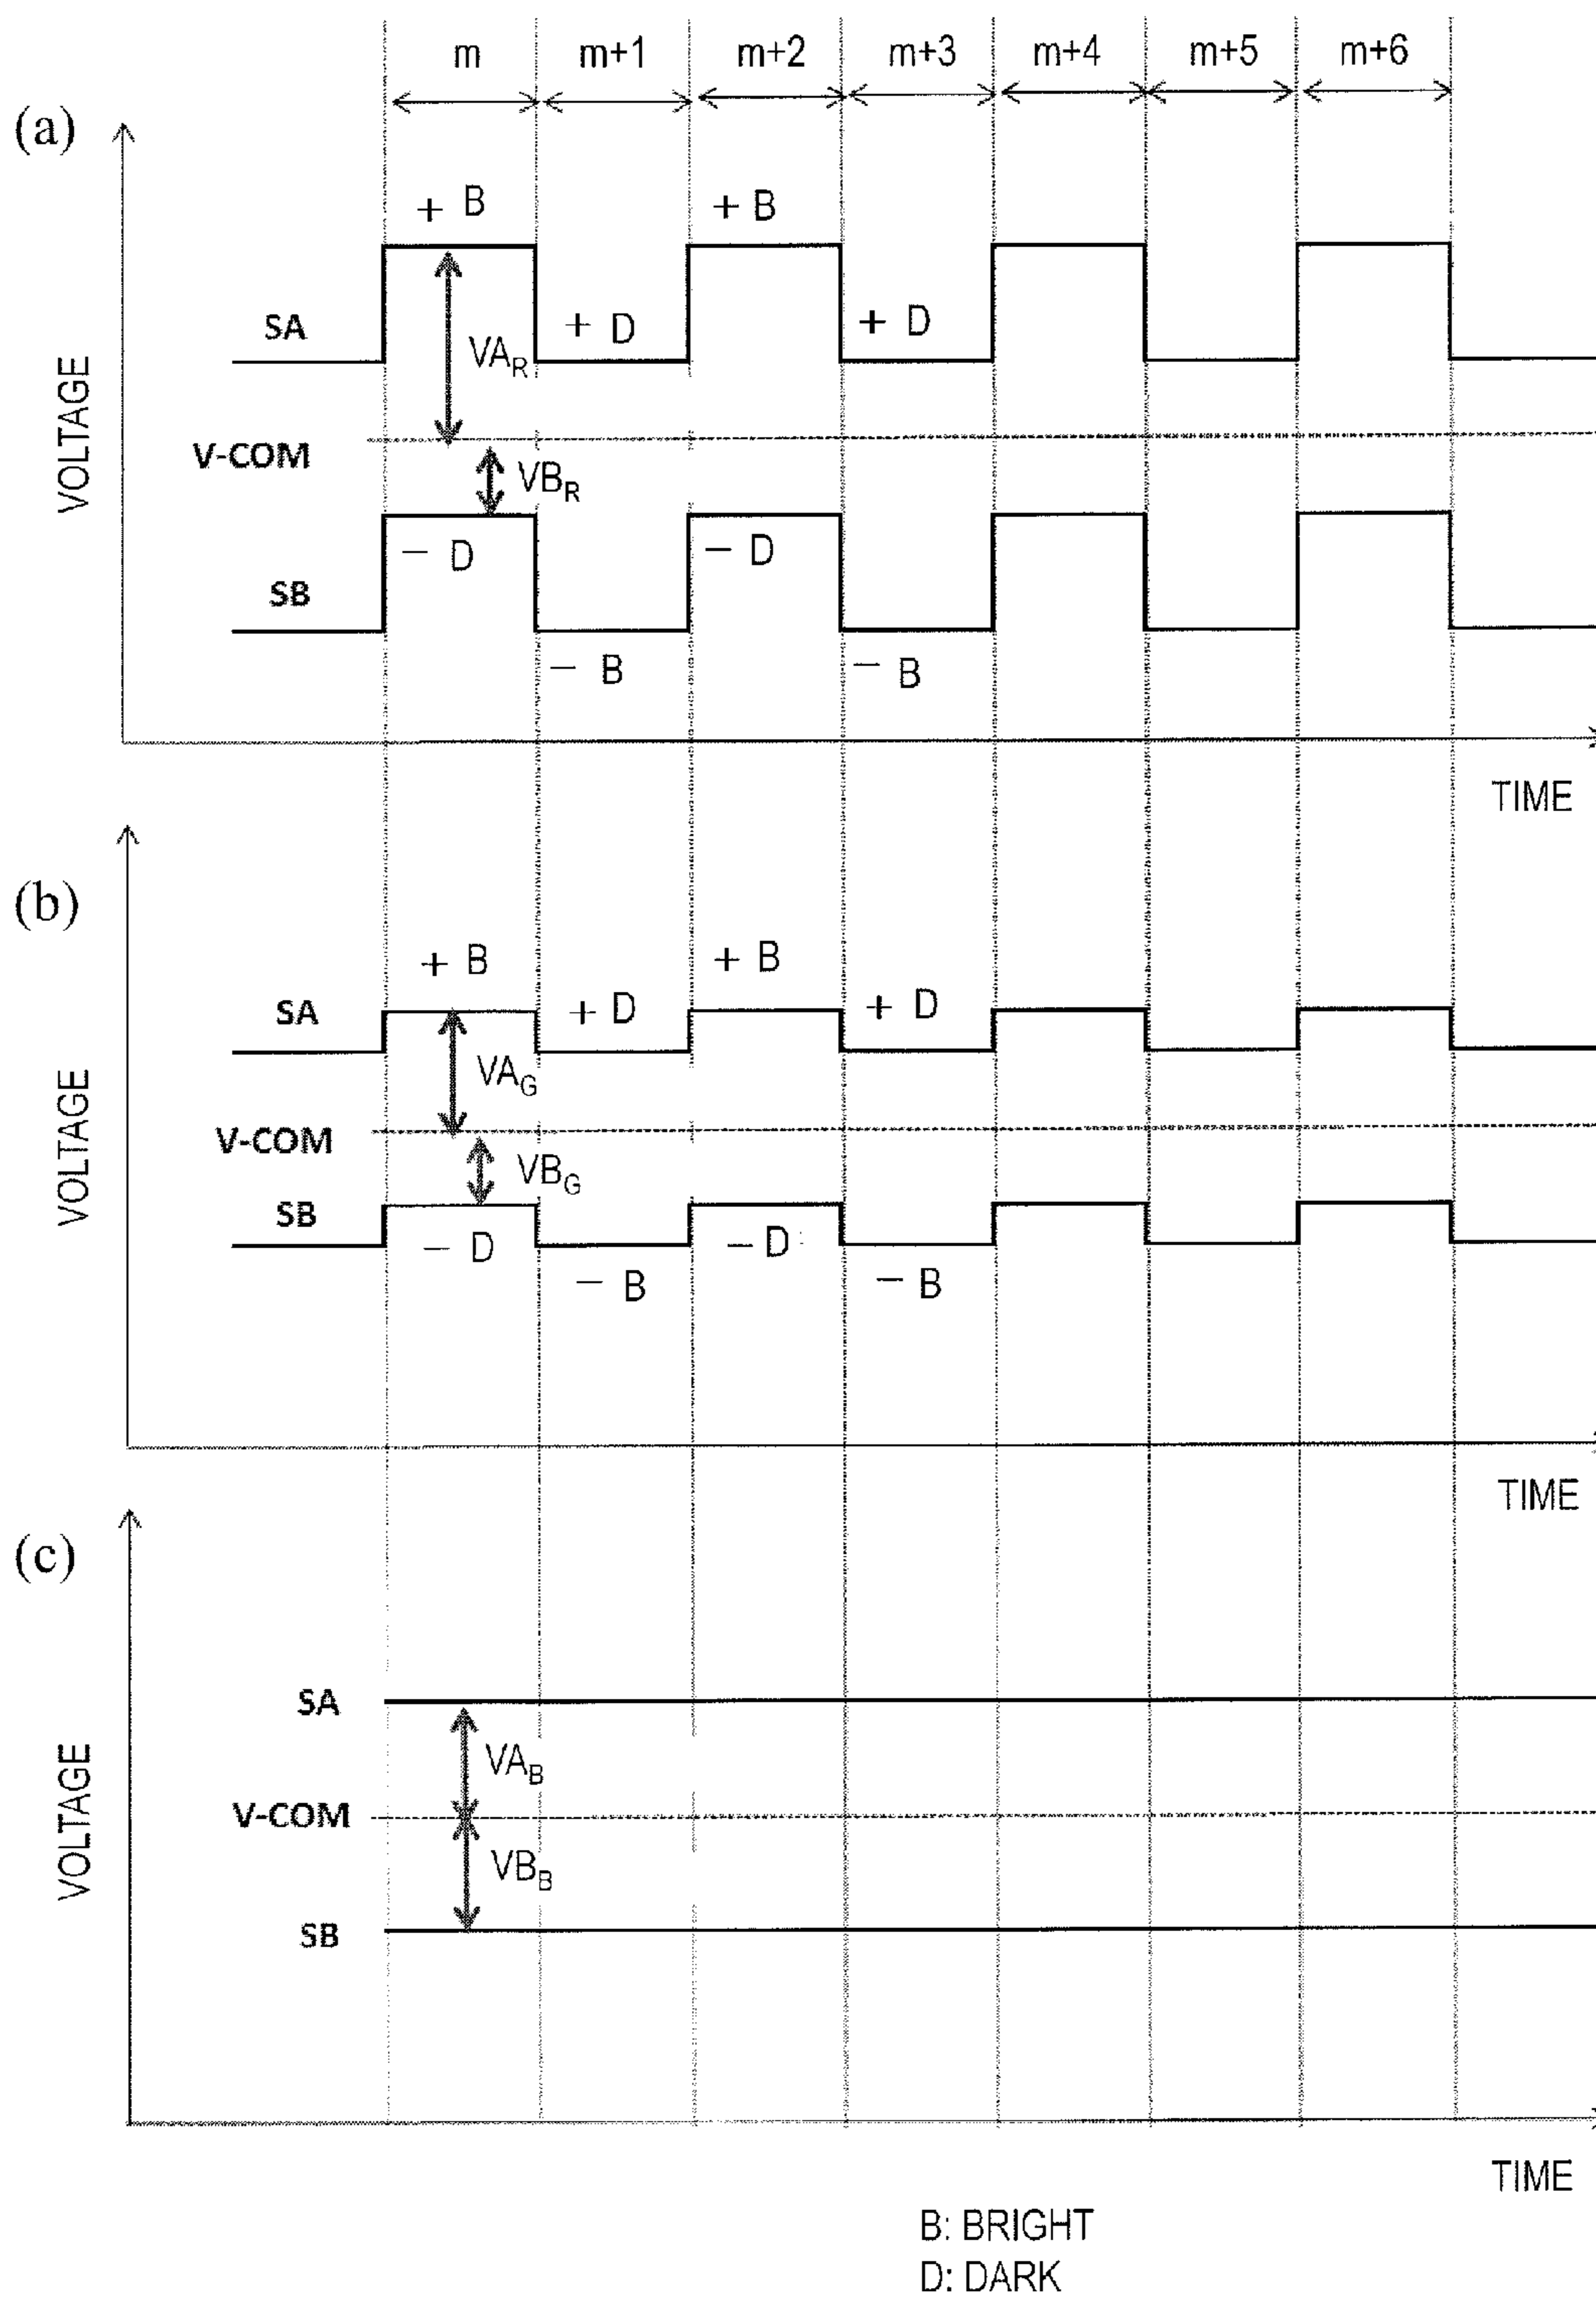 m m+1 m+2 m+3 m+4 m+5 m+6
(a)
+ B + B
SA + D + D
VA_R
VOLTAGE
V-COM
VB_R
− D − D
SB
− B − B
TIME
(b)
+ B + B
SA + D + D
VA_G
VOLTAGE
V-COM
VB_G
SB
− D − D
− B − B
TIME
(c)
SA
VA_B
VOLTAGE
V-COM
VB_B
SB
TIME
B: BRIGHT
D: DARK